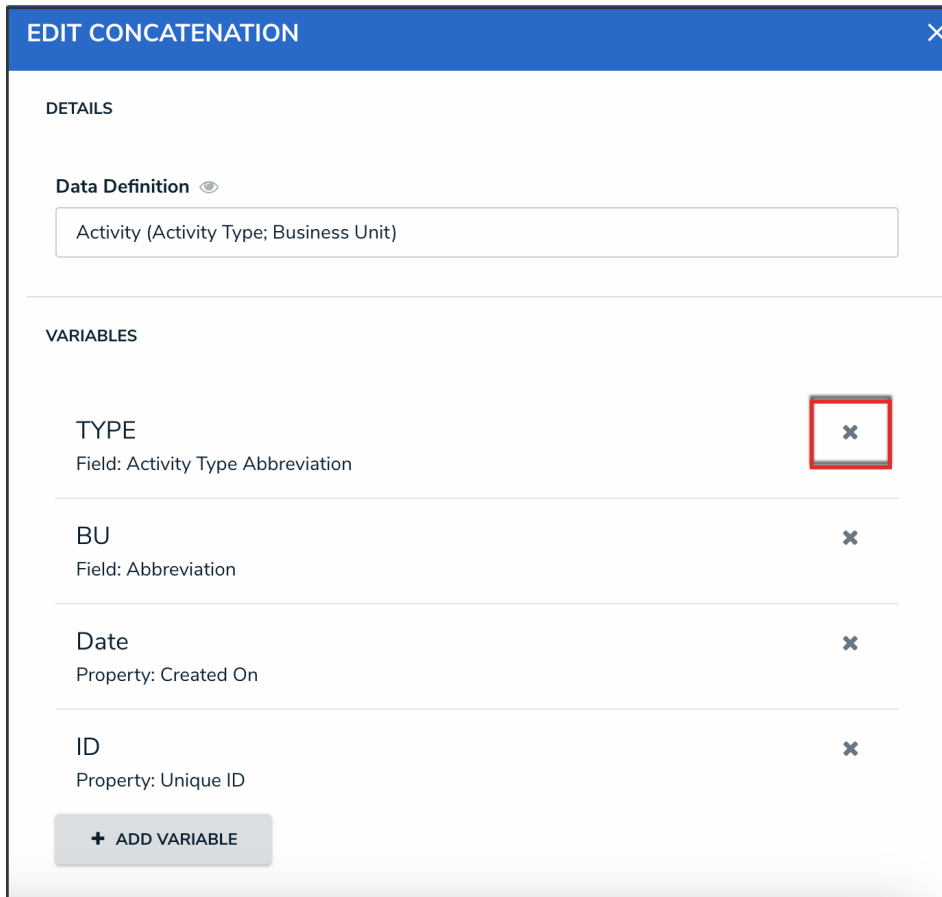 EDIT CONCATENATION
DETAILS
Data Definition
Activity (Activity Type; Business Unit)
VARIABLES
TYPE
Field: Activity Type Abbreviation
BU
Field: Abbreviation
Date
Property: Created On
ID
Property: Unique ID
+ ADD VARIABLE